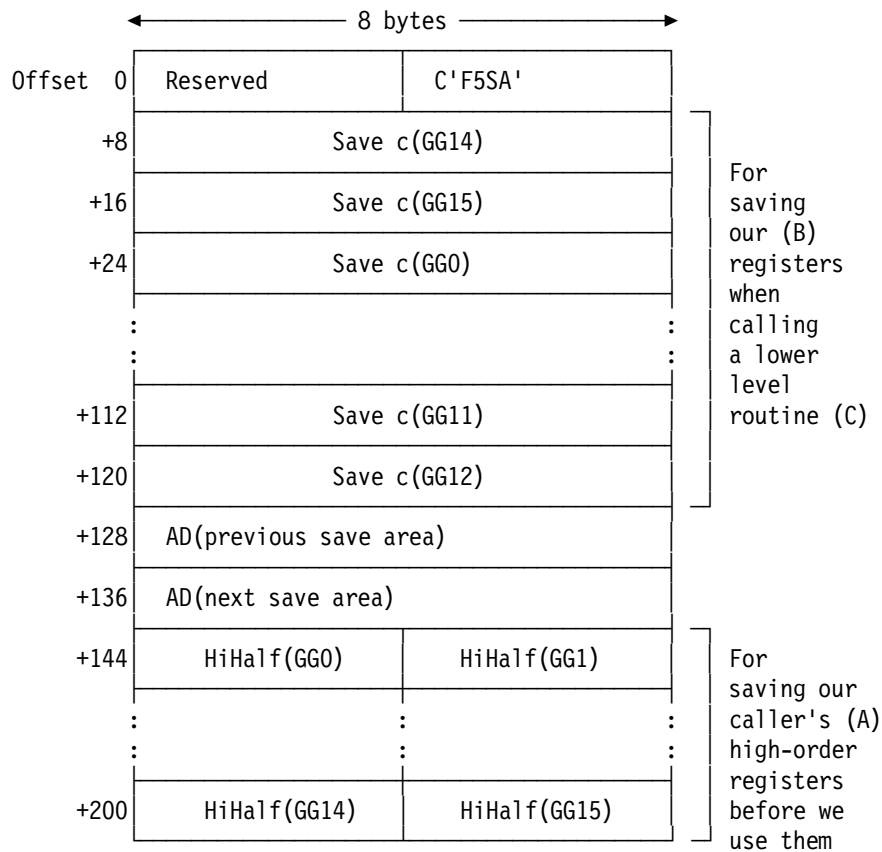 8 bytes
Offset 0 Reserved C'F5SA'
+8 Save c(GG14)
For
+16 Save c(GG15) saving
our (B)
+24 Save c(GG0) registers
when
: : calling
: : a lower
level
+112 Save c(GG11) routine (C)
+120 Save c(GG12)
+128 AD(previous save area)
+136 AD(next save area)
+144 HiHalf(GG0) HiHalf(GG1) For
saving our
: : : caller's (A)
: : : high-order
registers
+200 HiHalf(GG14) HiHalf(GG15) before we
use them